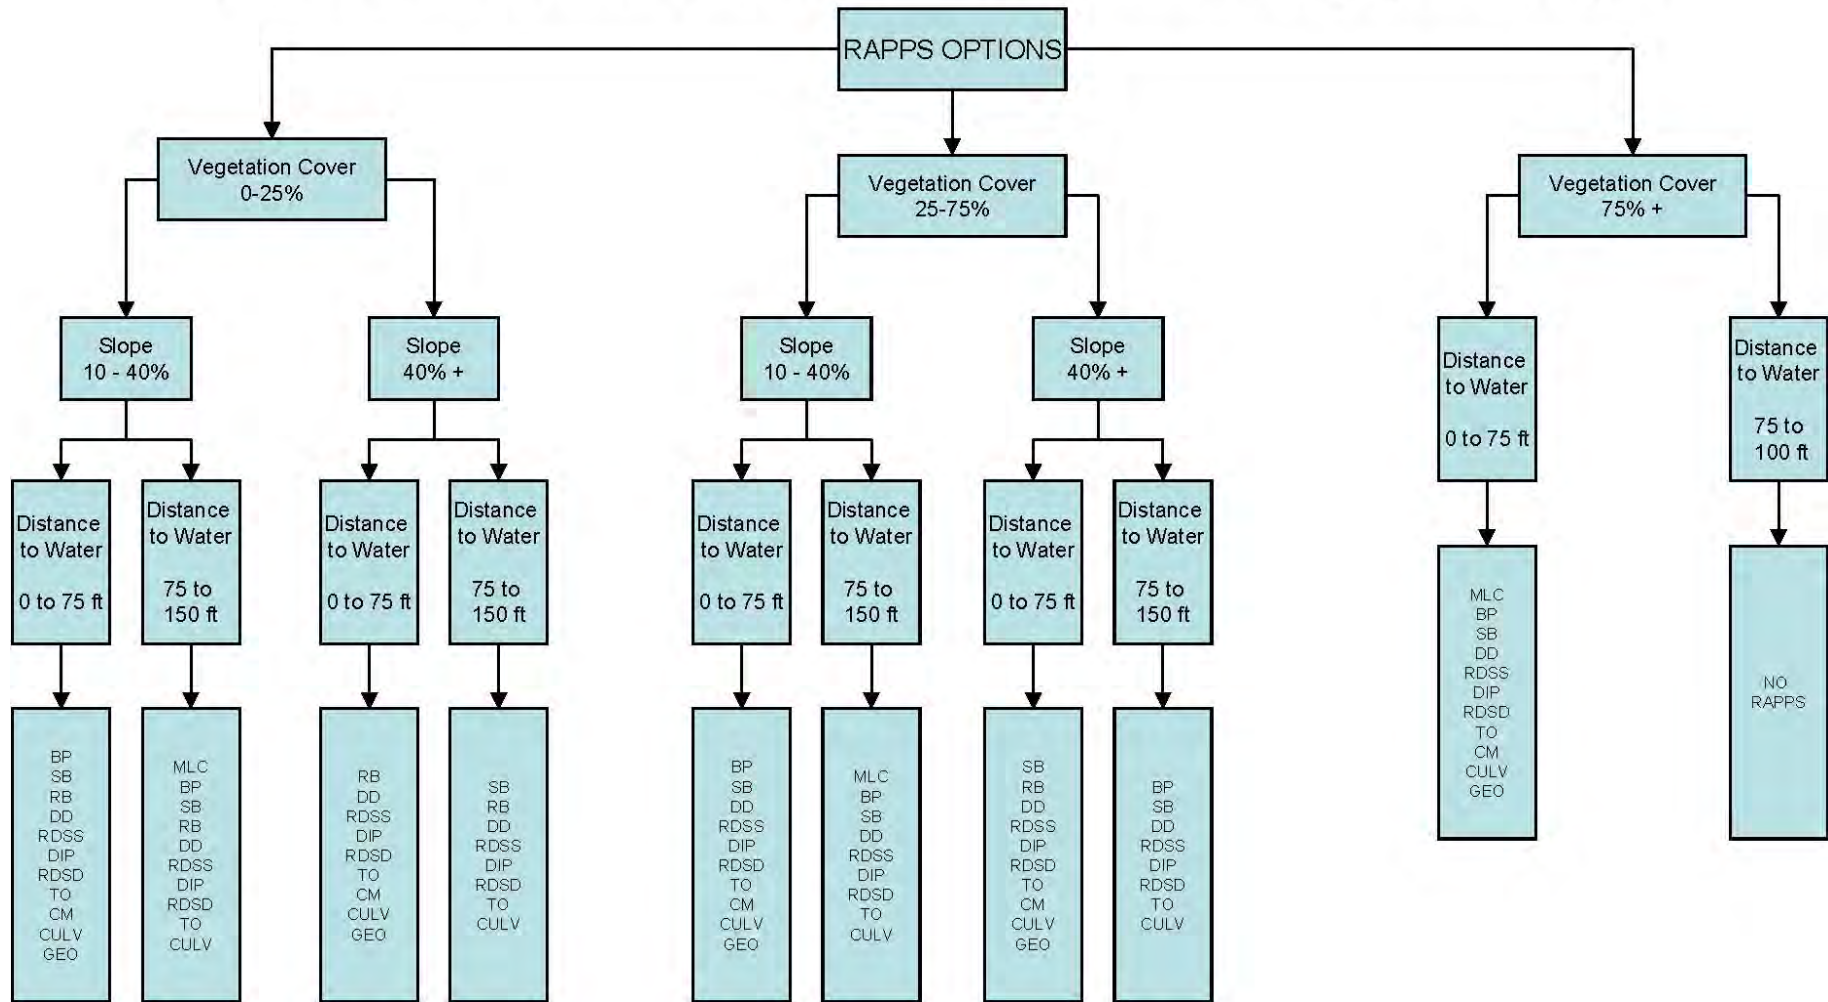 RAPPS OPTIONS
Vegetation Cover
0-25%
Vegetation Cover
25-75%
Vegetation Cover
75% +
Slope
10 - 40%
Slope
40% +
Slope
10 - 40%
Slope
40% +
Distance
to Water
0 to 75 ft
Distance
to Water
75 to
100 ft
Distance
to Water
0 to 75 ft
Distance
to Water
75 to
150 ft
Distance
to Water
0 to 75 ft
Distance
to Water
75 to
150 ft
Distance
to Water
0 to 75 ft
Distance
to Water
75 to
150 ft
Distance
to Water
0 to 75 ft
Distance
to Water
75 to
150 ft
BP
SB
RB
DD
RDSS
DIP
RDSD
TO
CM
CULV
GEO
MLC
BP
SB
RB
DD
RDSS
DIP
RDSD
TO
CULV
RB
DD
RDSS
DIP
RDSD
TO
CM
CULV
GEO
SB
RB
DD
RDSS
DIP
RDSD
TO
CULV
BP
SB
DD
RDSS
DIP
RDSD
TO
CM
CULV
GEO
MLC
BP
SB
DD
RDSS
DIP
RDSD
TO
CULV
SB
RB
DD
RDSS
DIP
RDSD
TO
CM
CULV
GEO
BP
SB
DD
RDSS
DIP
RDSD
TO
CULV
MLC
BP
SB
DD
RDSS
DIP
RDSD
TO
CM
CULV
GEO
NO
RAPPS